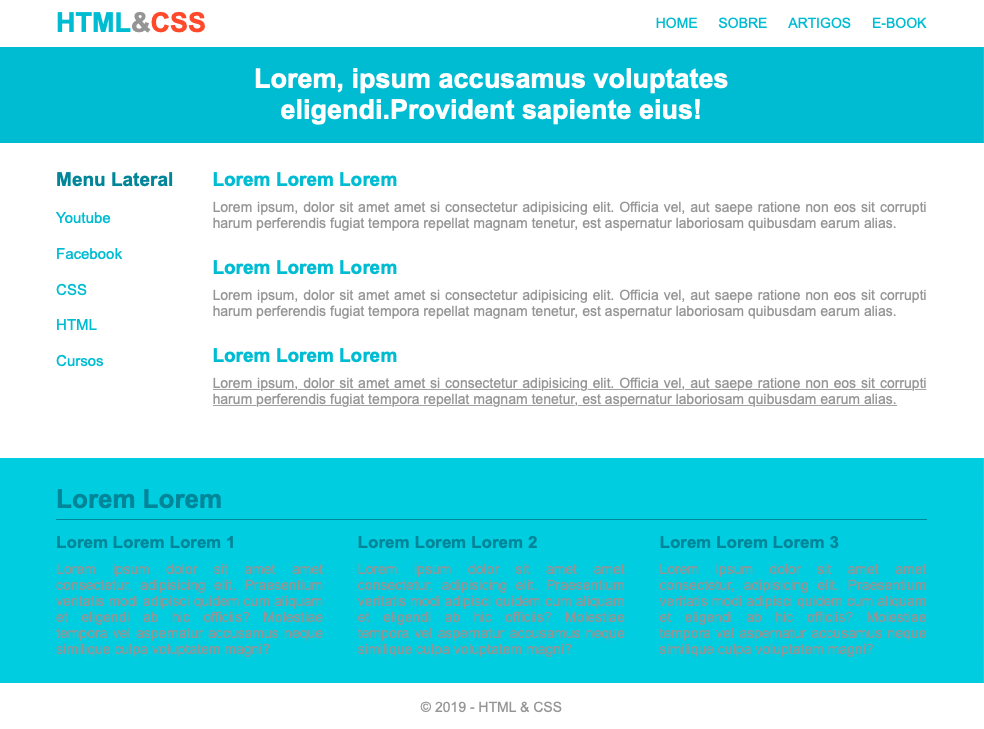 HTML&CSS
HOME SOBRE ARTIGOS E-BOOK
Lorem, ipsum accusamus voluptates
eligendi.Provident sapiente eius!
Menu Lateral
Youtube
Facebook
CSS
HTML
Cursos
Lorem Lorem Lorem
Lorem ipsum, dolor sit amet amet si consectetur adipisicing elit. Officia vel, aut saepe ratione non eos sit corrupti
harum perferendis fugiat tempora repellat magnam tenetur, est aspernatur laboriosam quibusdam earum alias.
Lorem Lorem Lorem
Lorem ipsum, dolor sit amet amet si consectetur adipisicing elit. Officia vel, aut saepe ratione non eos sit corrupti
harum perferendis fugiat tempora repellat magnam tenetur, est aspernatur laboriosam quibusdam earum alias.
Lorem Lorem Lorem
Lorem ipsum, dolor sit amet amet si consectetur adipisicing elit. Officia vel, aut saepe ratione non eos sit corrupti
harum perferendis fugiat tempora repellat magnam tenetur, est aspernatur laboriosam quibusdam earum alias.
Lorem Lorem
Lorem Lorem Lorem 1
Lorem ipsum dolor sit amet amet
consectetur, adipisicing elit. Praesentium
veritatis modi adipisci quidem cum aliquam
et eligendi ab hic officiis? Molestiae
tempora vel aspernatur accusamus neque
similique culpa voluptatem magni?
Lorem Lorem Lorem 2
Lorem ipsum dolor sit amet amet
consectetur, adipisicing elit. Praesentium
veritatis modi adipisci quidem cum aliquam
et eligendi ab hic officiis? Molestiae
tempora vel aspernatur accusamus neque
similique culpa voluptatem magni?
Lorem Lorem Lorem 3
Lorem ipsum dolor sit amet amet
consectetur, adipisicing elit. Praesentium
veritatis modi adipisci quidem cum aliquam
et eligendi ab hic officiis? Molestiae
tempora vel aspernatur accusamus neque
similique culpa voluptatem magni?
© 2019 - HTML & CSS